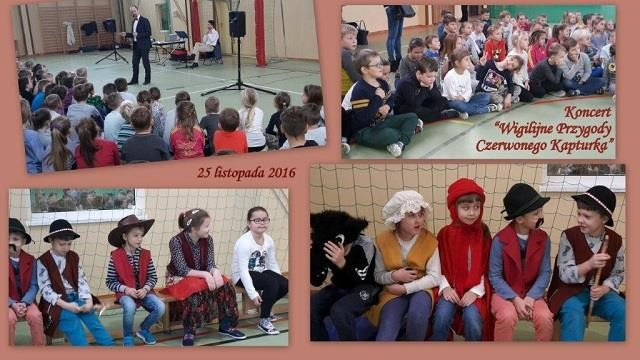 Koncert
"Wigilijne Przygody
Czerwonego Kapturka"
25 listopada 2016